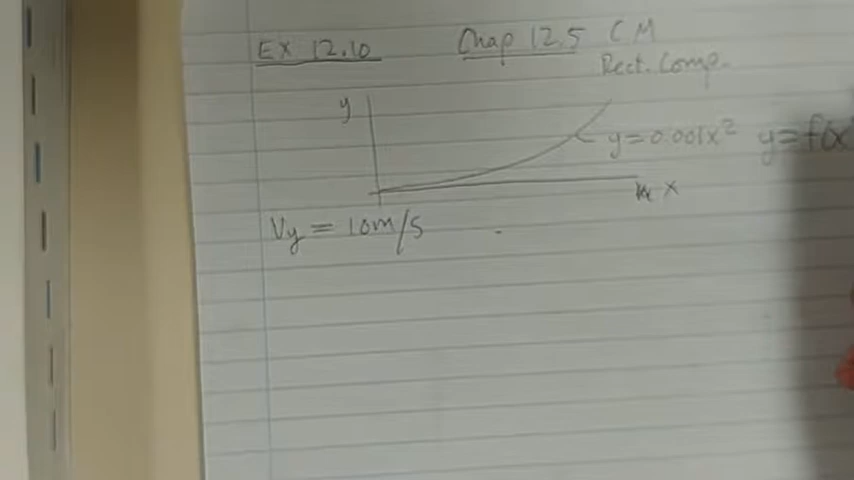 Ex 12.10 Chap 12.5 CM
Rect. Comp.
y
y=0.001x² y=f(x
x
Vy = 10m/s